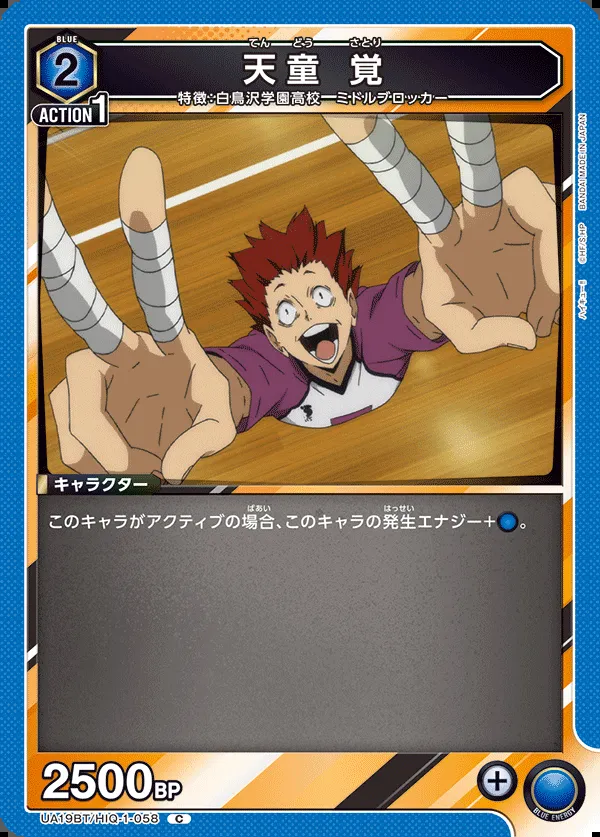 BLUE
2
ACTION 1
てん どう さとり
天童 覚
特徴:白鳥沢学園高校 ミドルブロッカー
©HF/S,HP BANDAI MADE IN JAPAN
ハイキュー!!
キャラクター
ばあい はっせい
このキャラがアクティブの場合、このキャラの発生エナジー+。
2500BP
+
BLUE ENERGY
UA19BT/HIQ-1-058 C